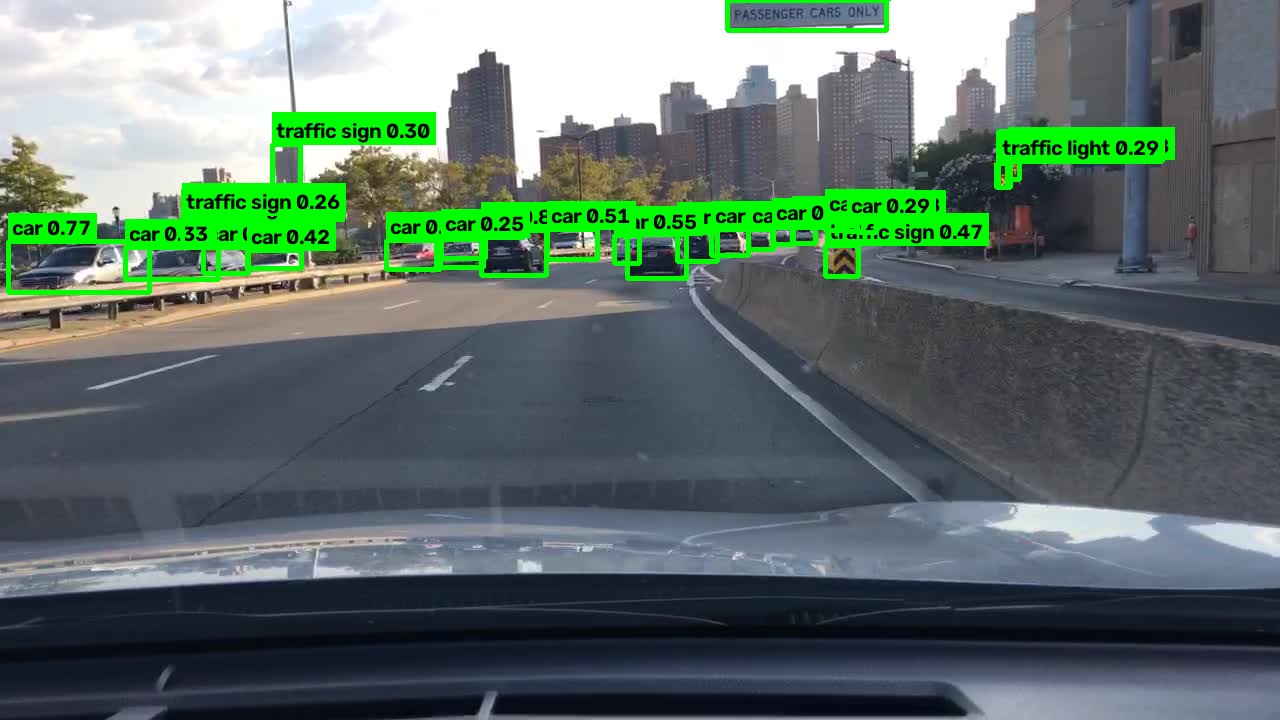 PASSENGER CARS ONLY
traffic sign 0.30
traffic light 0.29
traffic sign 0.26
car 0.77
car 0.33
car 0.42
car 0.25
car 0.51
0.55
car
car 0.29
traffic sign 0.47